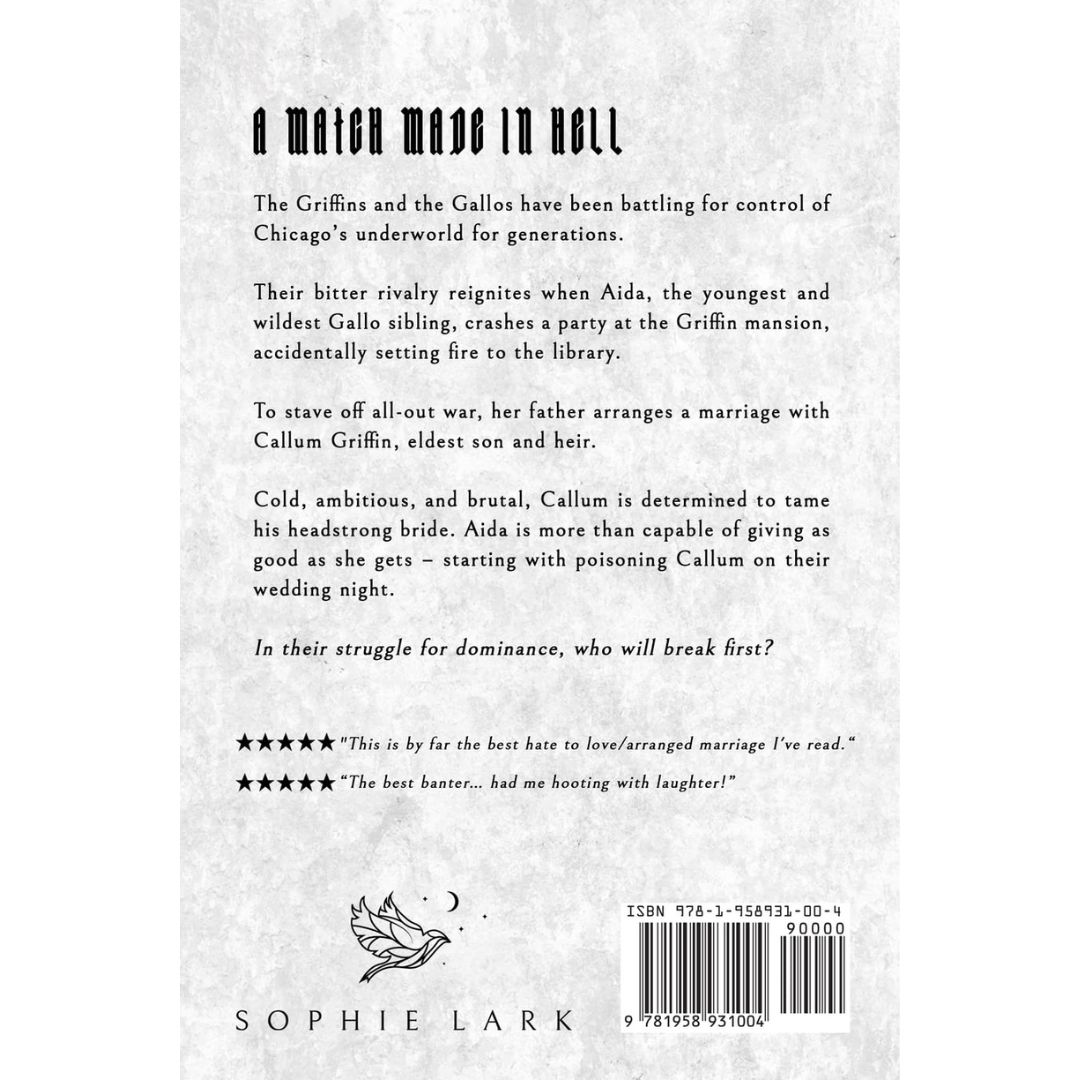 A MATCH MADE IN HELL
The Griffins and the Gallos have been battling for control of
Chicago's underworld for generations.
Their bitter rivalry reignites when Aida, the youngest and
wildest Gallo sibling, crashes a party at the Griffin mansion,
accidentally setting fire to the library.
To stave off all-out war, her father arranges a marriage with
Callum Griffin, eldest son and heir.
Cold, ambitious, and brutal, Callum is determined to tame
his headstrong bride. Aida is more than capable of giving as
good as she gets – starting with poisoning Callum on their
wedding night.
In their struggle for dominance, who will break first?
★★★★★ "This is by far the best hate to love/arranged marriage I've read.“
★★★★★ “The best banter... had me hooting with laughter!”
SOPHIE LARK
ISBN 978-1-958931-00-4
90000
9 781958 931004